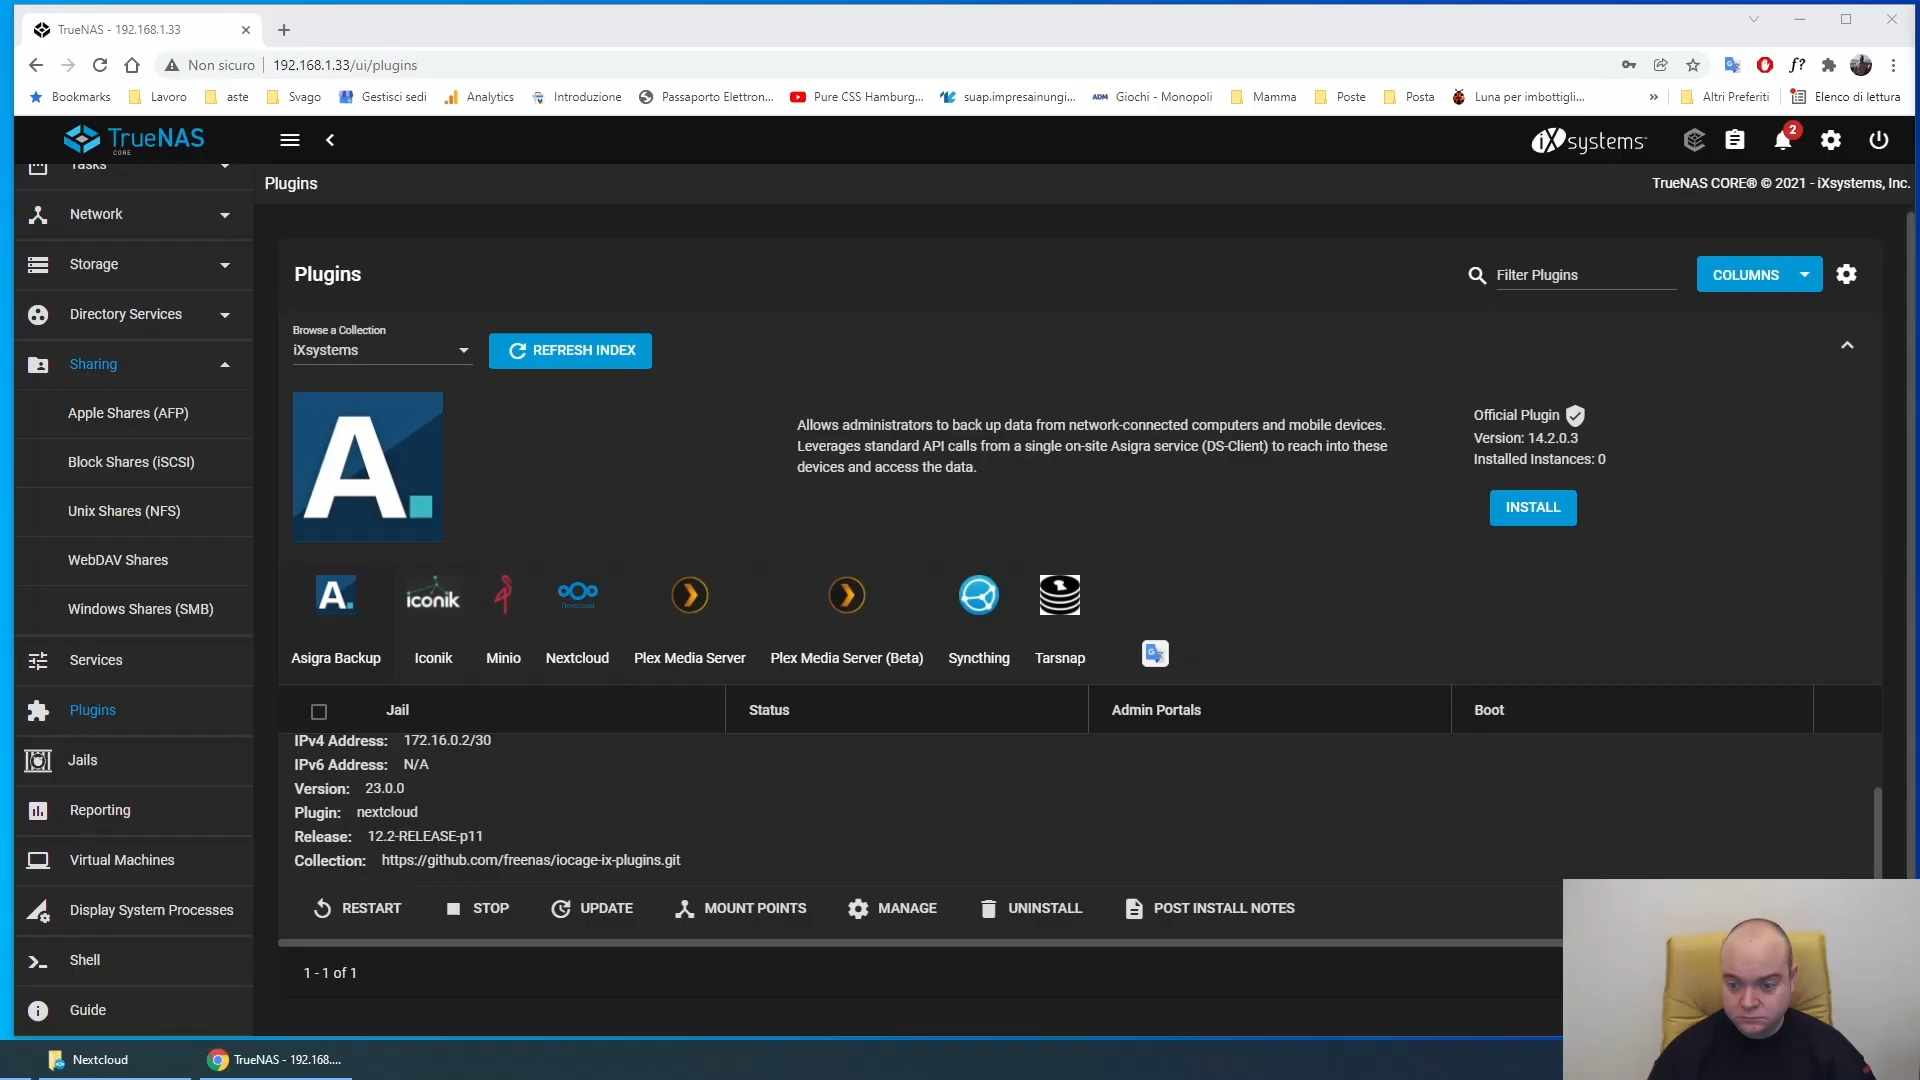 TrueNAS - 192.168.1.33
Non sicuro
192.168.1.33/ui/plugins
Bookmarks
Lavoro
aste
Svago
Gestisci sedi
Analytics
Introduzione
Passaporto Elettron...
Pure CSS Hamburg...
suap.impresainungi...
ADM
Giochi - Monopoli
Mamma
Poste
Posta
Luna per imbottigli...
»
Altri Preferiti
Elenco di lettura
TrueNAS
CORE
iXsystems
2
Tasks
Network
Storage
Directory Services
Sharing
Apple Shares (AFP)
Block Shares (iSCSI)
Unix Shares (NFS)
WebDAV Shares
Windows Shares (SMB)
Services
Plugins
Jails
Reporting
Virtual Machines
Display System Processes
Shell
Guide
Plugins
TrueNAS CORE® © 2021 - iXsystems, Inc.
Plugins
Filter Plugins
COLUMNS
Browse a Collection
iXsystems
REFRESH INDEX
A.
Allows administrators to back up data from network-connected computers and mobile devices.
Leverages standard API calls from a single on-site Asigra service (DS-Client) to reach into these
devices and access the data.
Official Plugin
Version: 14.2.0.3
Installed Instances: 0
INSTALL
A.
iconik
Nextcloud
Asigra Backup
Iconik
Minio
Nextcloud
Plex Media Server
Plex Media Server (Beta)
Syncthing
Tarsnap
Jail
Status
Admin Portals
Boot
IPv4 Address: 172.16.0.2/30
IPv6 Address: N/A
Version: 23.0.0
Plugin: nextcloud
Release: 12.2-RELEASE-p11
Collection: https://github.com/freenas/iocage-ix-plugins.git
RESTART
STOP
UPDATE
MOUNT POINTS
MANAGE
UNINSTALL
POST INSTALL NOTES
1 - 1 of 1
Nextcloud
TrueNAS - 192.168....